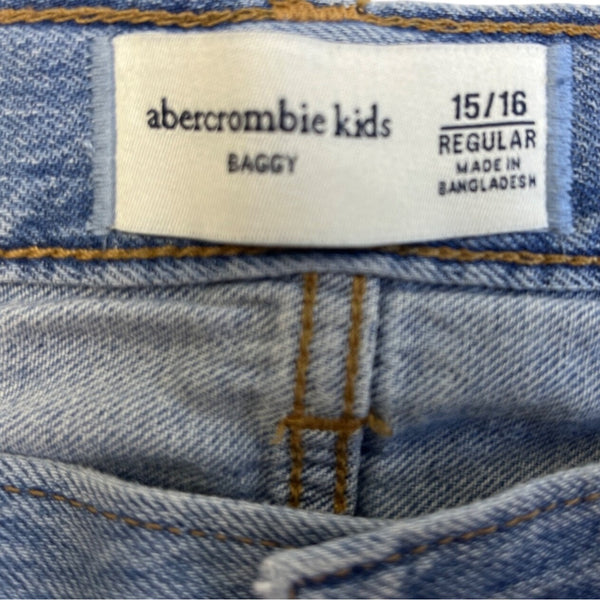 abercrombie kids
BAGGY
15/16
REGULAR
MADE IN
BANGLADESH